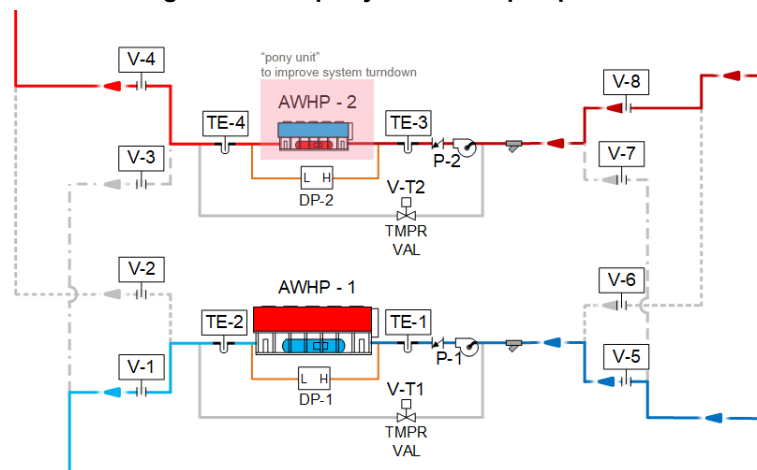 V-4
"pony unit"
to improve system turndown
AWHP - 2
V-8
TE-4
TE-3
P-2
V-3
V-7
L H
DP-2
V-T2
TMPR
VAL
V-2
AWHP - 1
V-6
TE-2
TE-1
P-1
V-1
V-5
L H
DP-1
V-T1
TMPR
VAL